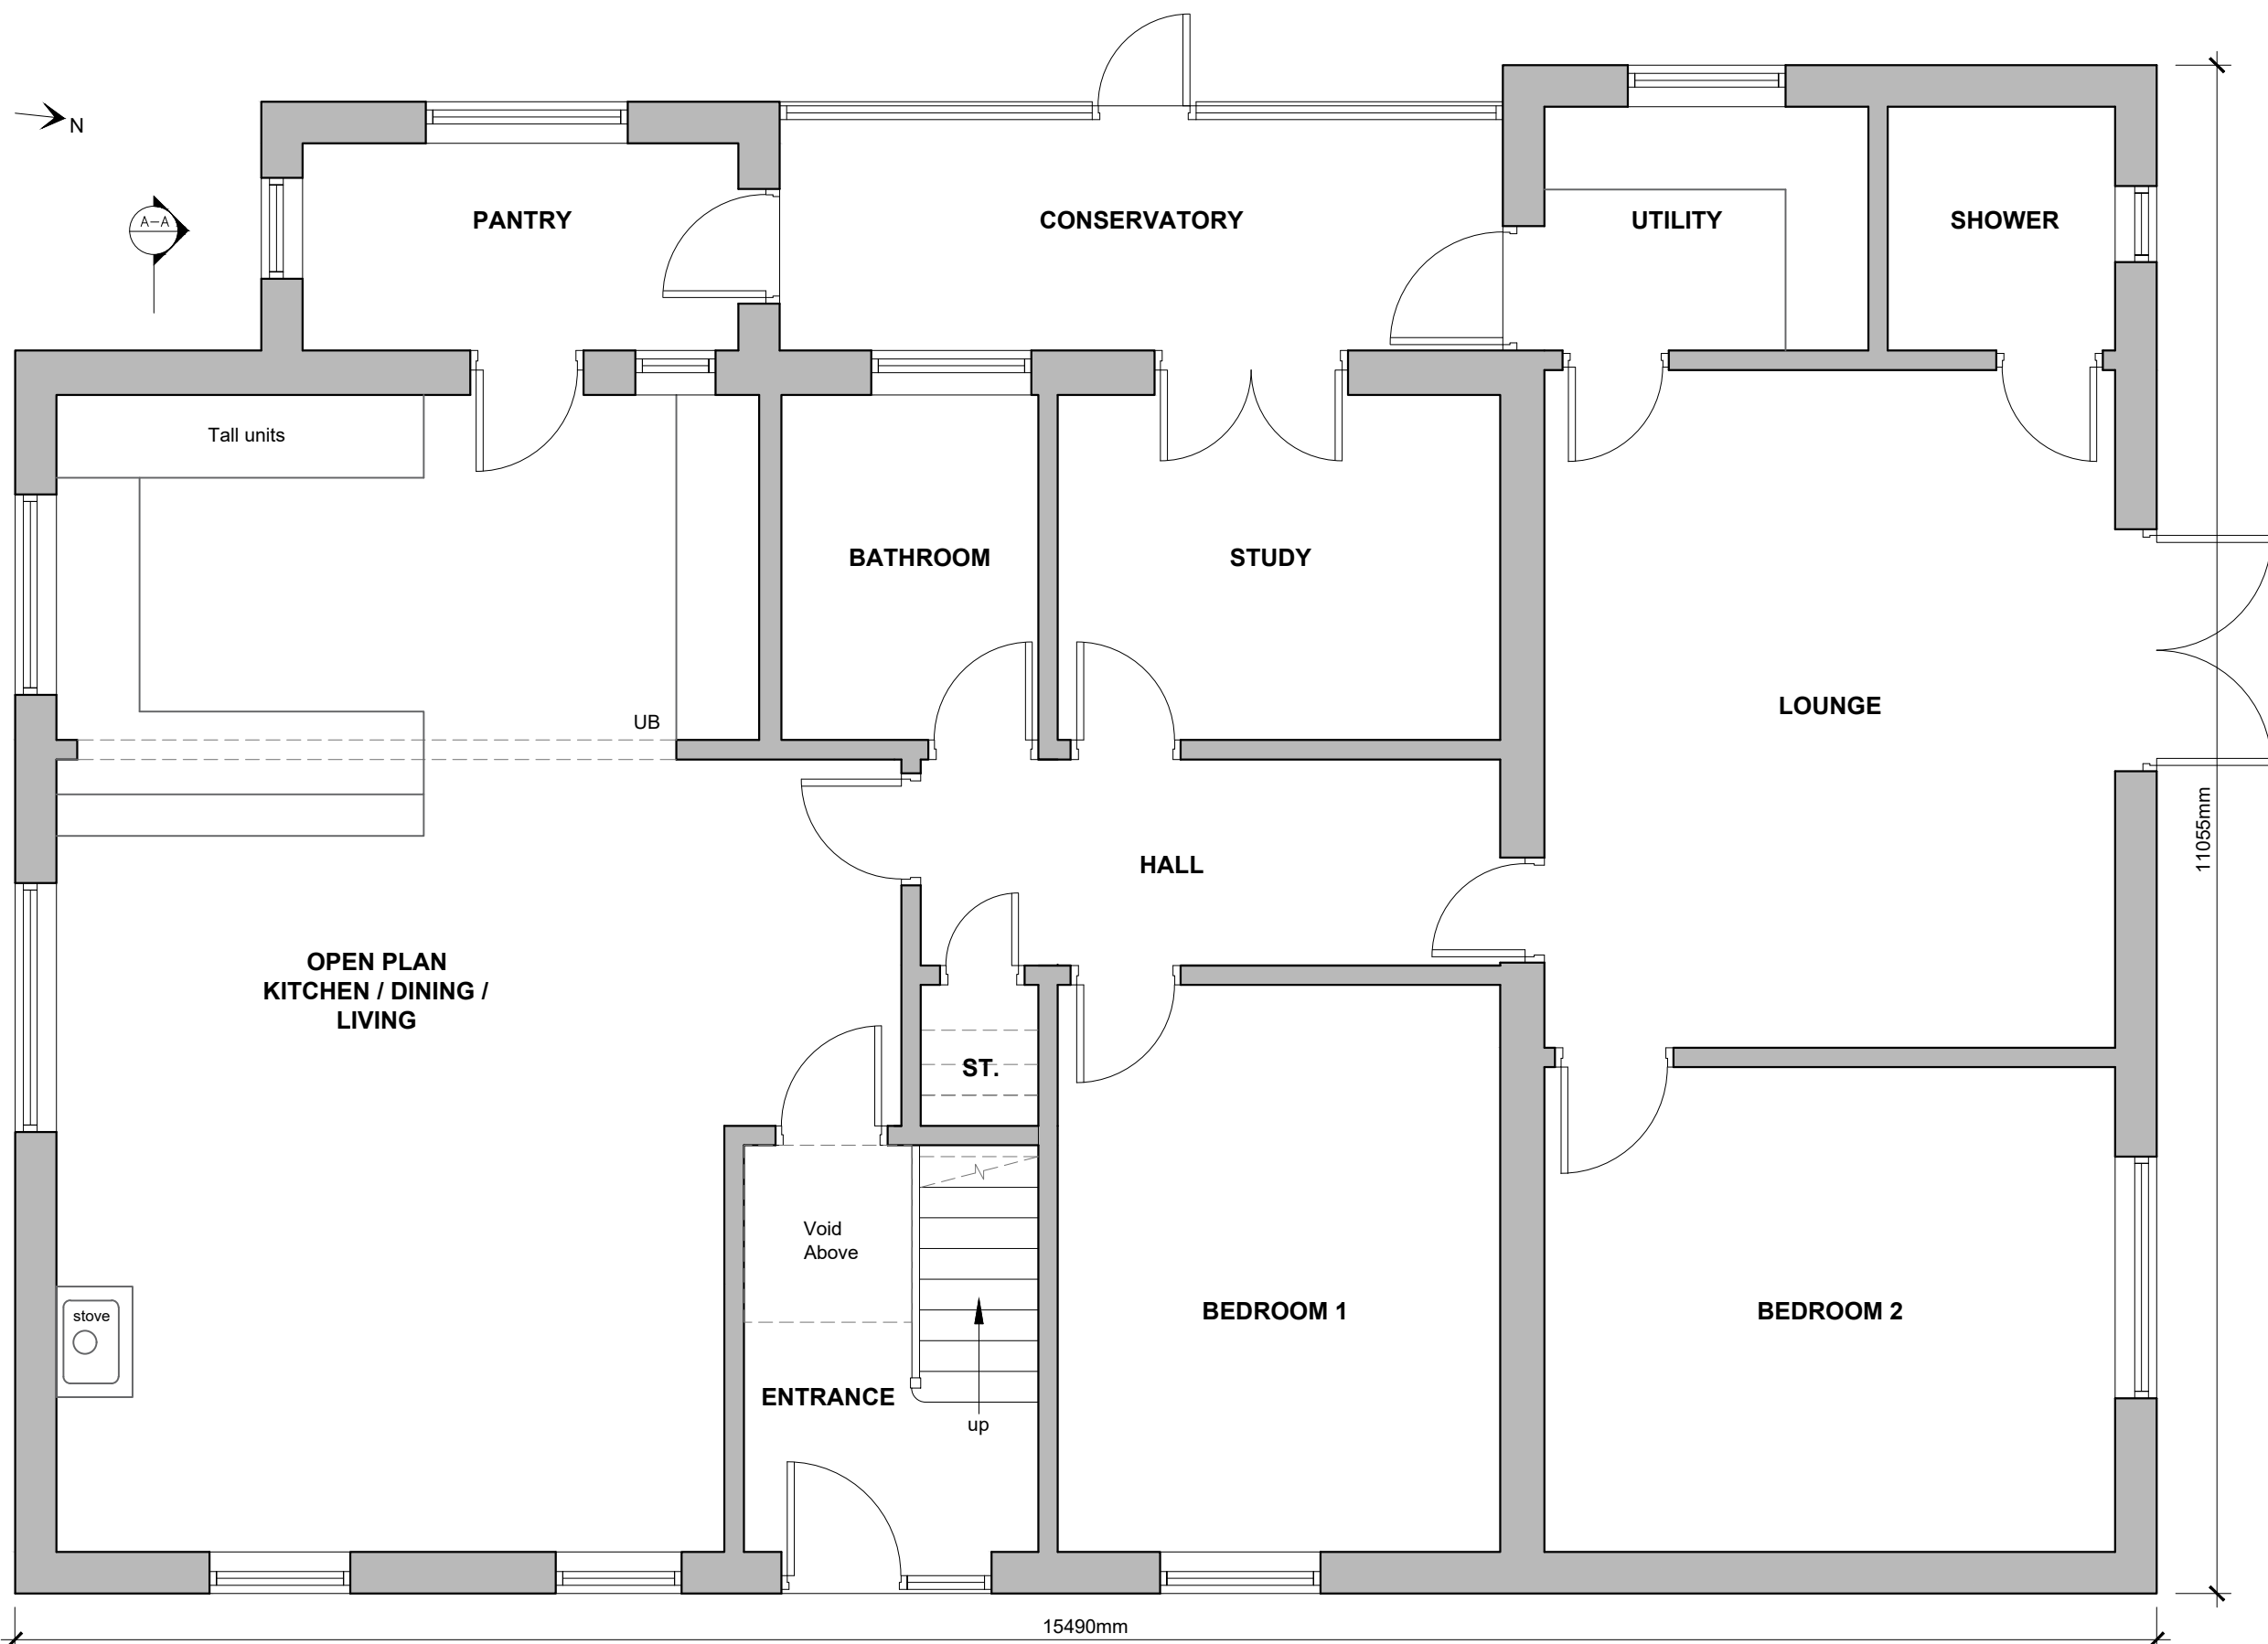 N
A-A
PANTRY
CONSERVATORY
UTILITY
SHOWER
Tall units
BATHROOM
STUDY
LOUNGE
UB
11055mm
HALL
OPEN PLAN
KITCHEN / DINING /
LIVING
ST.
Void
Above
stove
BEDROOM 1
BEDROOM 2
ENTRANCE
up
15490mm